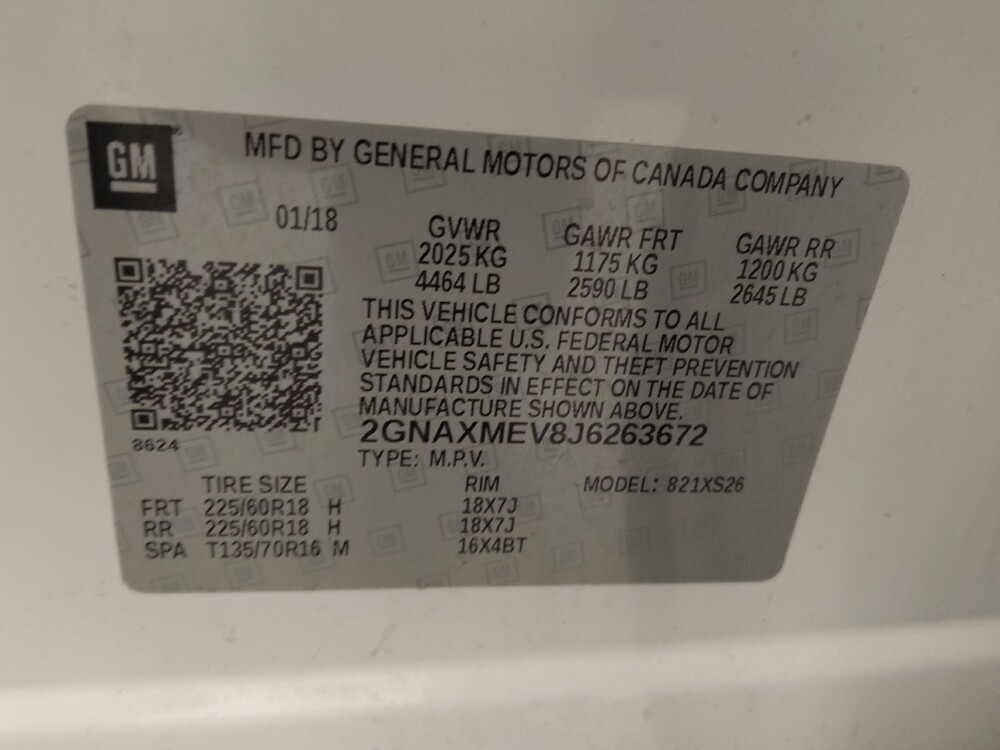 GM
MFD BY GENERAL MOTORS OF CANADA COMPANY
01/18
GVWR GAWR FRT GAWR RR
2025 KG 1175 KG 1200 KG
4464 LB 2590 LB 2645 LB
THIS VEHICLE CONFORMS TO ALL
APPLICABLE U.S. FEDERAL MOTOR
VEHICLE SAFETY AND THEFT PREVENTION
STANDARDS IN EFFECT ON THE DATE OF
MANUFACTURE SHOWN ABOVE.
2GNAXMEV8J6263672
8624
TYPE: M.P.V.
TIRE SIZE RIM MODEL: 821XS26
FRT 225/60R18 H 18X7J
RR 225/60R18 H 18X7J
SPA T135/70R16 M 16X4BT